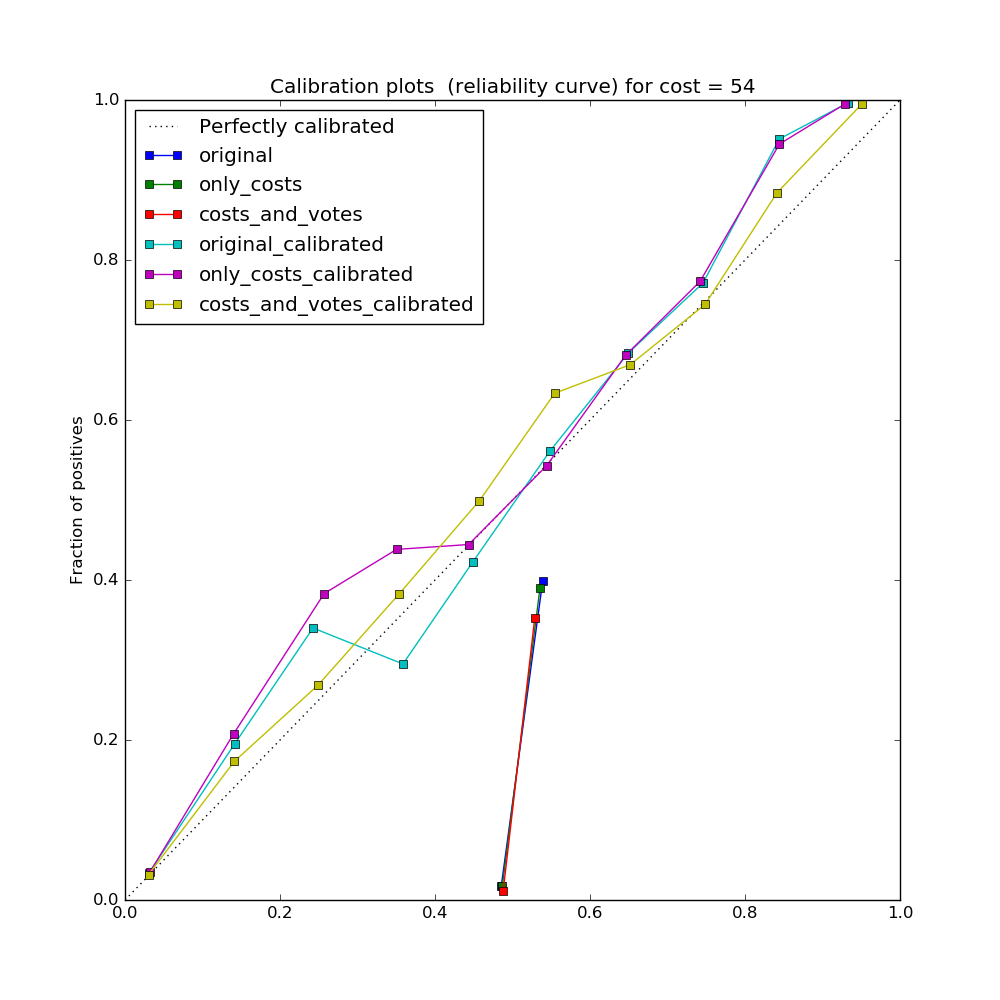 Calibration plots  (reliability curve) for cost = 54
1.0
0.8
0.6
0.4
0.2
0.0
Fraction of positives
Perfectly calibrated
original
only_costs
costs_and_votes
original_calibrated
only_costs_calibrated
costs_and_votes_calibrated
0.0 0.2 0.4 0.6 0.8 1.0